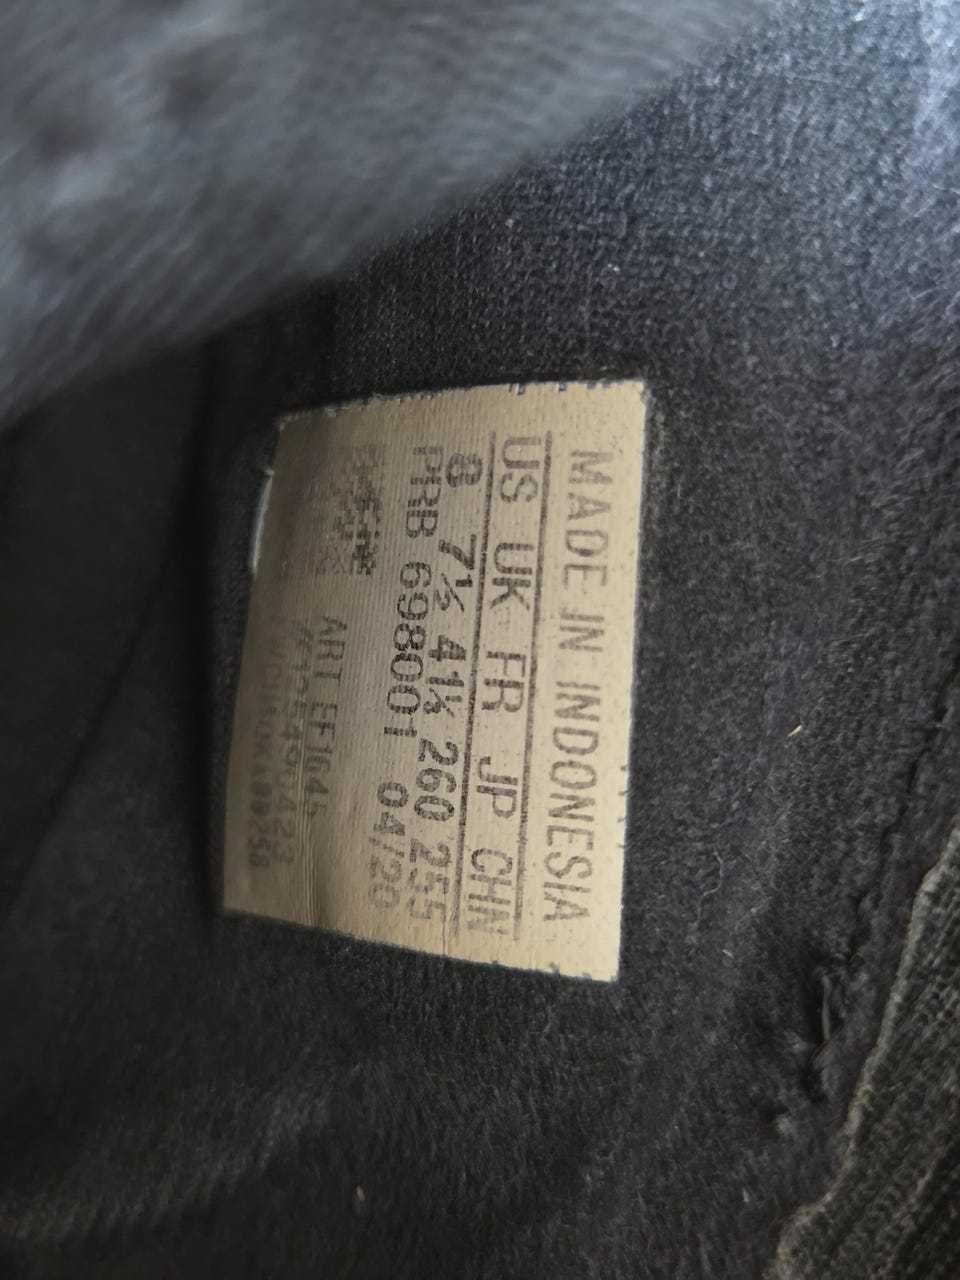 MADE IN INDONESIA
US UK FR JP CHN
8 7½ 41⅓ 260 255
PRB 698001 04/20
ART